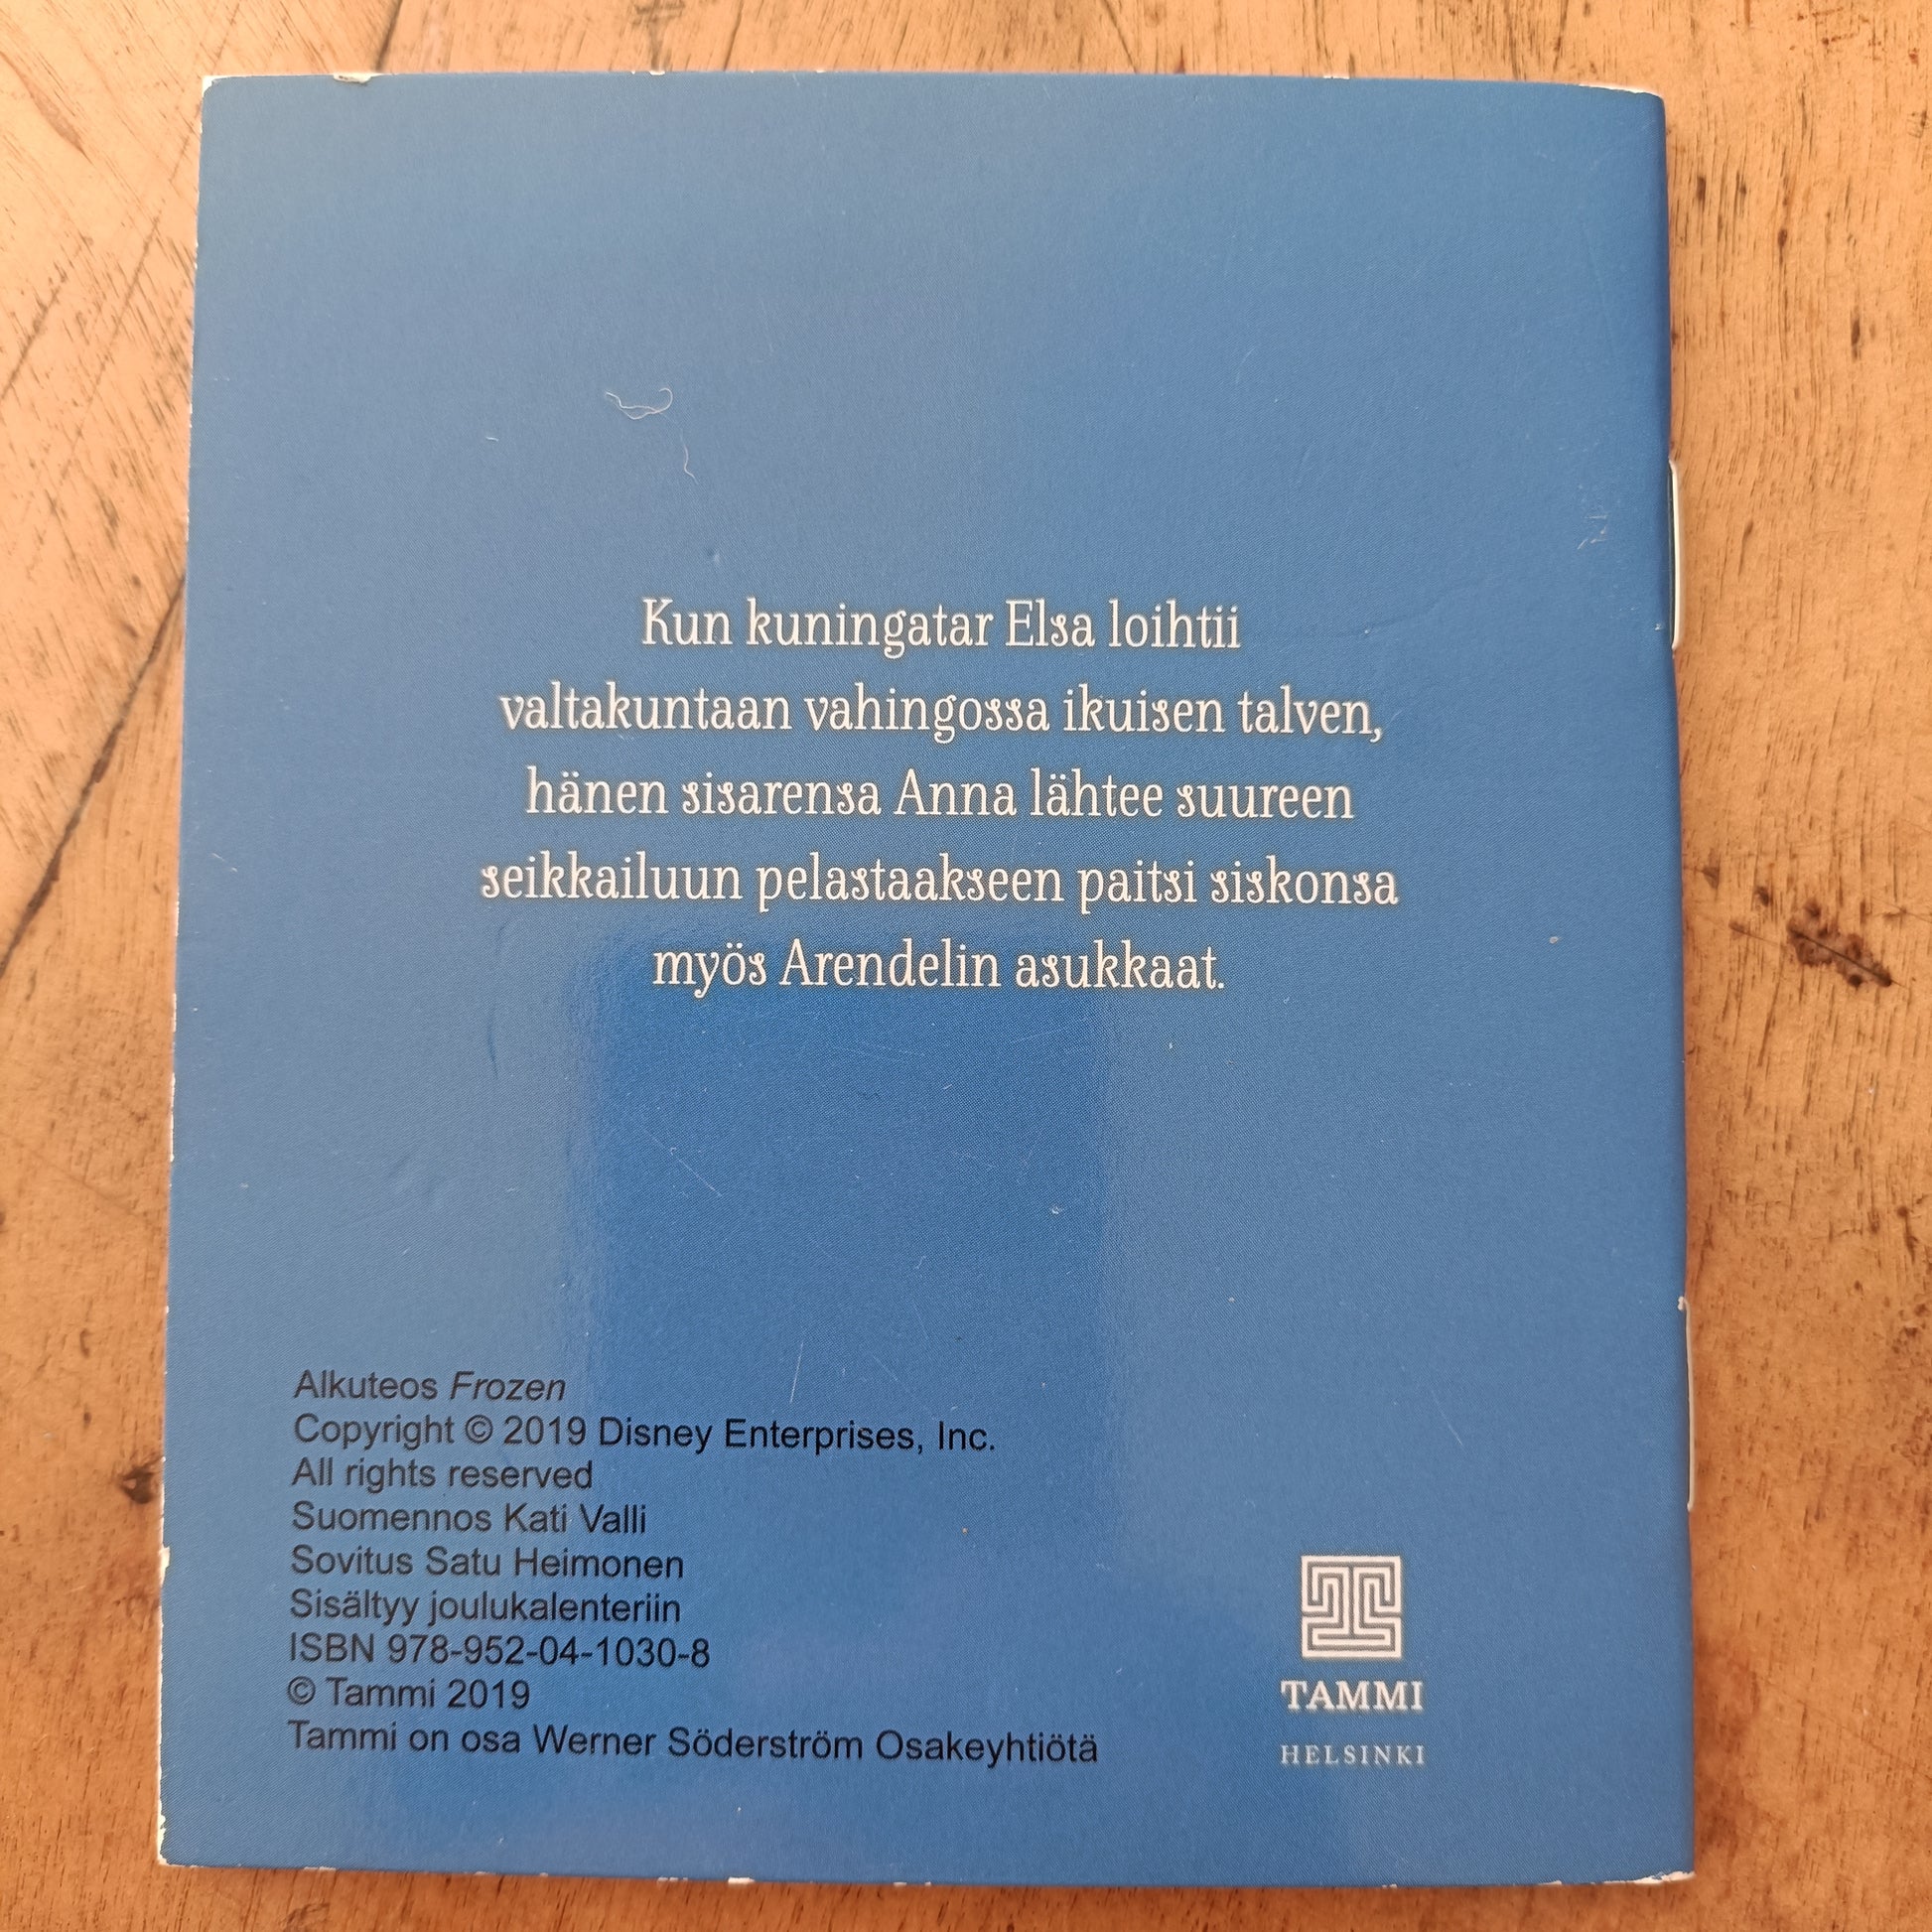 Kun kuningatar Elsa loihtii
valtakuntaan vahingossa ikuisen talven,
hänen sisarensa Anna lähtee suureen
seikkailuun pelastaakseen paitsi siskonsa
myös Arendelin asukkaat.
Alkuteos Frozen
Copyright © 2019 Disney Enterprises, Inc.
All rights reserved
Suomennos Kati Valli
Sovitus Satu Heimonen
Sisältyy joulukalenteriin
ISBN 978-952-04-1030-8
© Tammi 2019
Tammi on osa Werner Söderström Osakeyhtiötä
TAMMI
HELSINKI